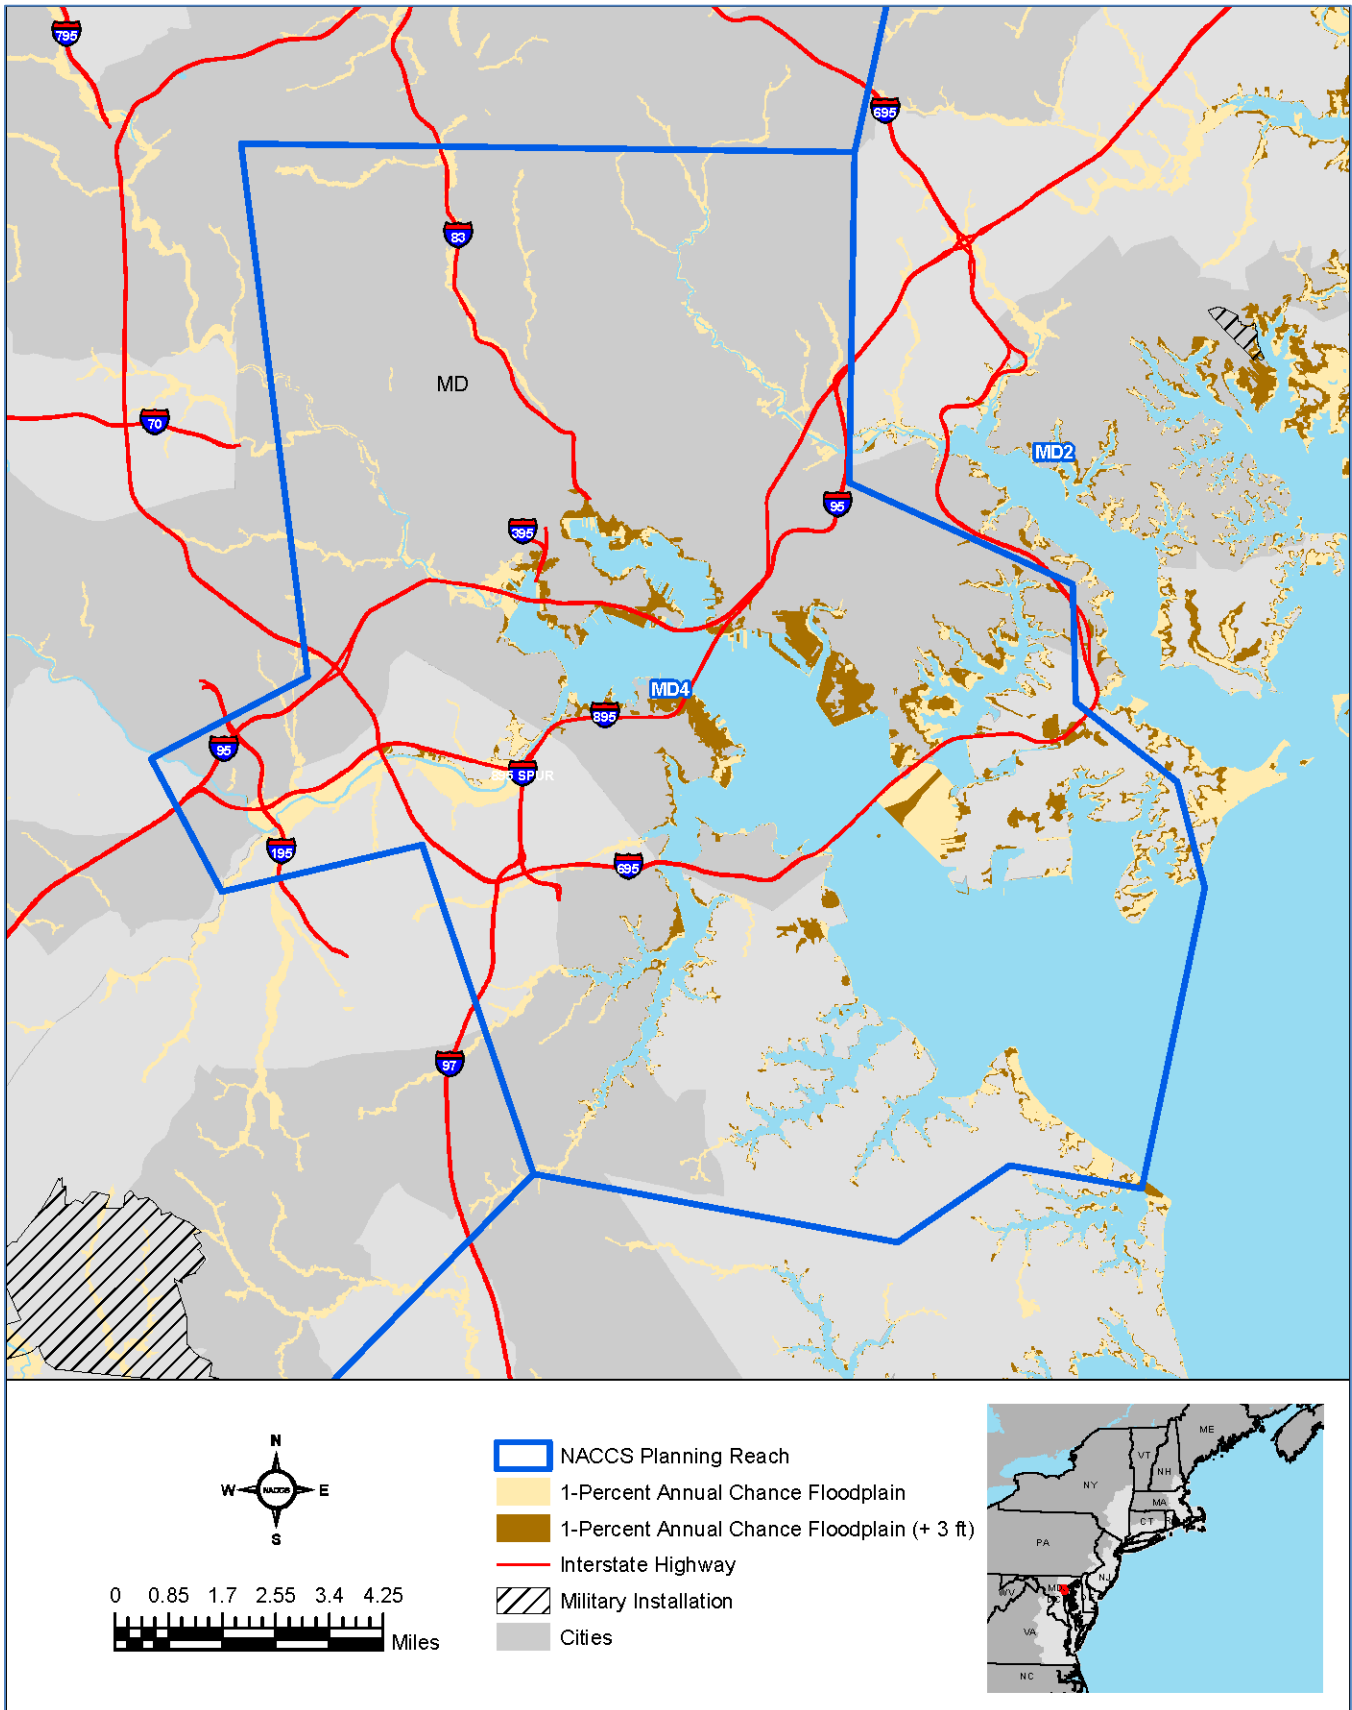 795
695
83
MD
70
MD2
95
395
MD4
895
95
895 SPUR
195
695
97
N
W NACCS E
S
0 0.85 1.7 2.55 3.4 4.25
Miles
NACCS Planning Reach
1-Percent Annual Chance Floodplain
1-Percent Annual Chance Floodplain (+ 3 ft)
Interstate Highway
Military Installation
Cities
ME
VT
NH
NY
MA
CT
PA
NJ
WV
MD
VA
NC